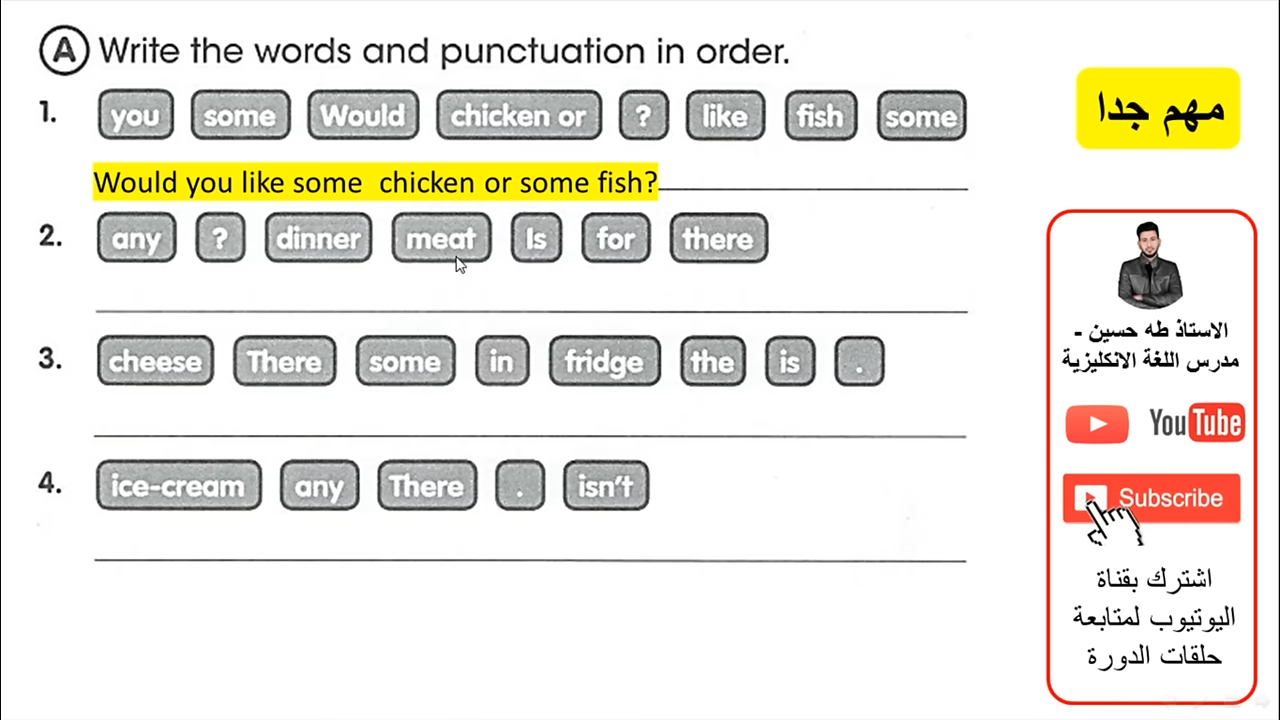 A Write the words and punctuation in order.
1. you some Would chicken or ? like fish some
Would you like some chicken or some fish?
2. any ? dinner meat Is for there
3. cheese There some in fridge the is .
4. ice-cream any There . isn't
مهم جدا
الاستاذ طه حسين -
مدرس اللغة الانكليزية
YouTube
Subscribe
اشترك بقناة
اليوتيوب لمتابعة
حلقات الدورة